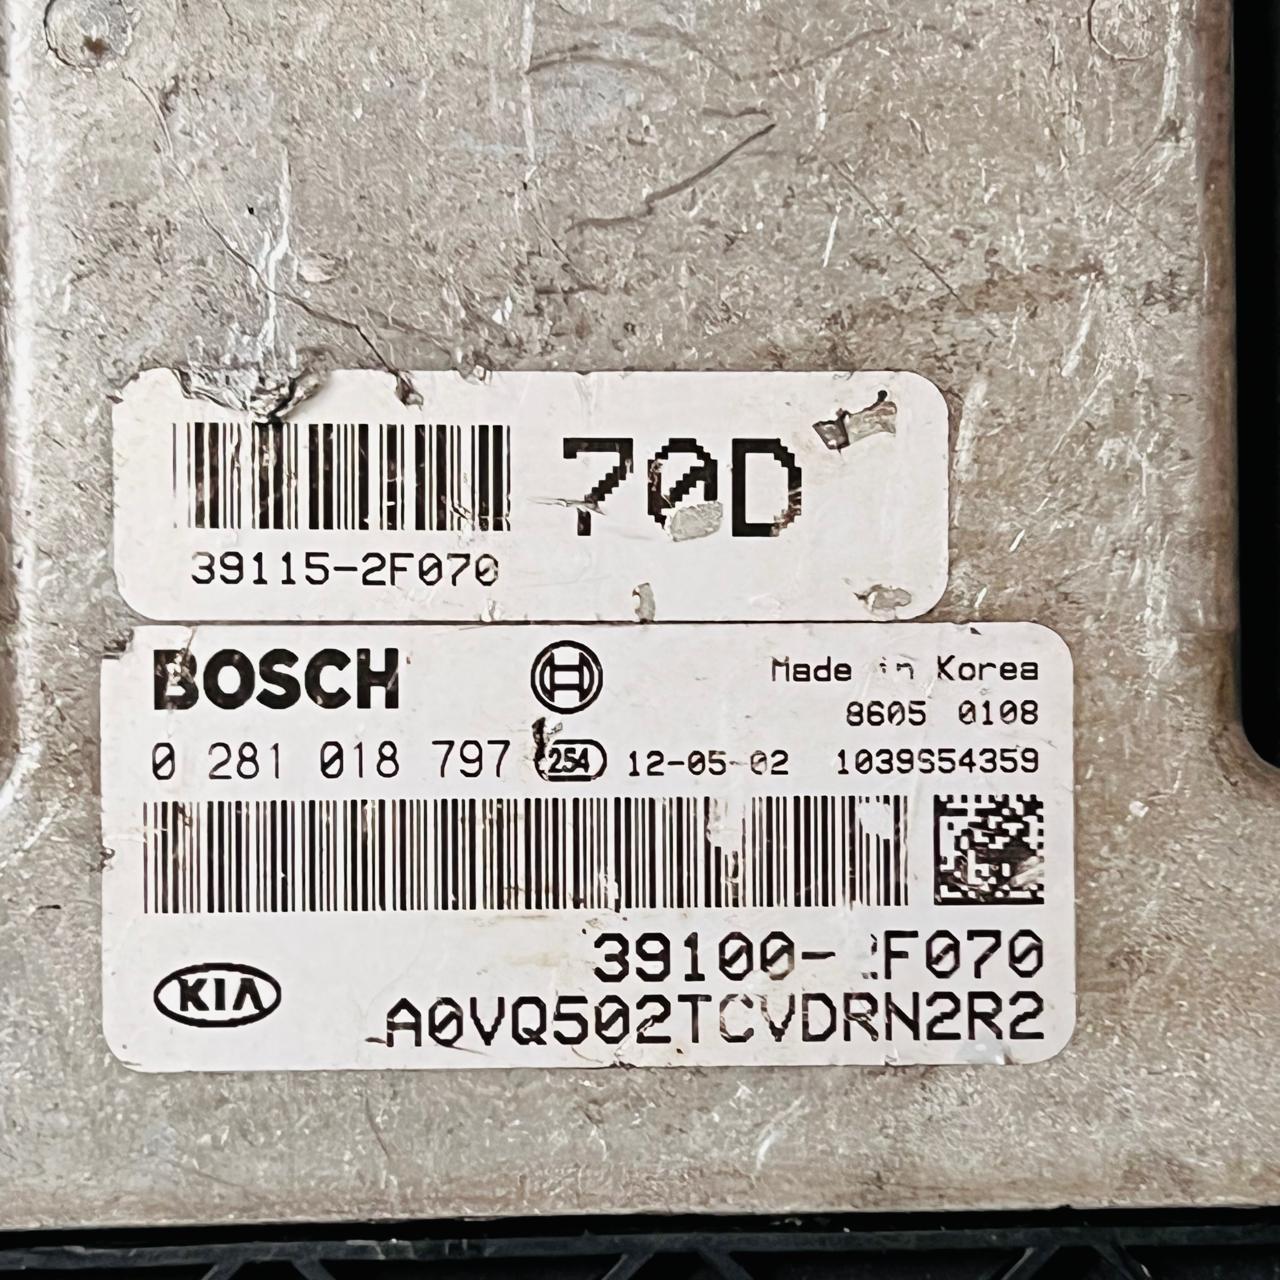 70D
39115-2F070
BOSCH
Made in Korea
8605 0108
0 281 018 797 254 12-05-02 1039S54359
39100-2F070
KIA
A0VQ502TCVDRN2R2